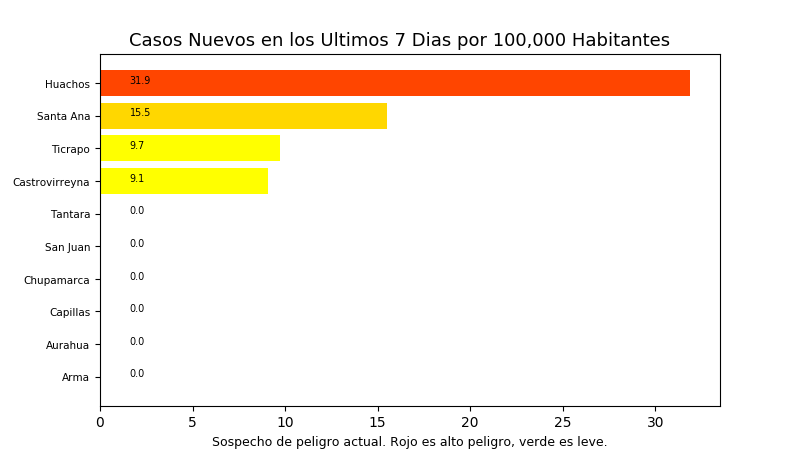 Casos Nuevos en los Ultimos 7 Dias por 100,000 Habitantes
Huachos 31.9
Santa Ana 15.5
Ticrapo 9.7
Castrovirreyna 9.1
Tantara 0.0
San Juan 0.0
Chupamarca 0.0
Capillas 0.0
Aurahua 0.0
Arma 0.0
0 5 10 15 20 25 30
Sospecho de peligro actual. Rojo es alto peligro, verde es leve.